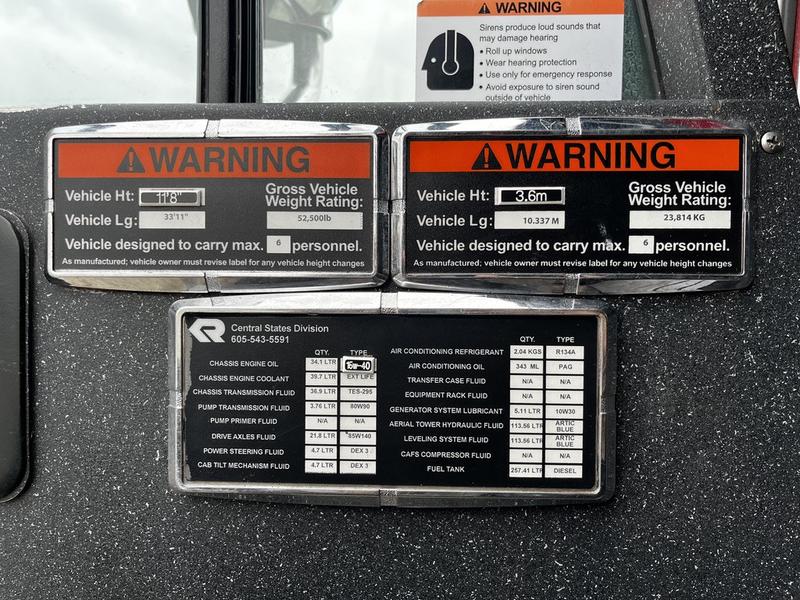 WARNING
Sirens produce loud sounds that
may damage hearing
• Roll up windows
• Wear hearing protection
• Use only for emergency response
• Avoid exposure to siren sound
outside of vehicle
WARNING
Vehicle Ht: 11'8"
Vehicle Lg: 33'11"
Gross Vehicle
Weight Rating:
52,500lb
Vehicle designed to carry max. 6 personnel.
As manufactured; vehicle owner must revise label for any vehicle height changes
WARNING
Vehicle Ht: 3.6m
Vehicle Lg: 10.337 M
Gross Vehicle
Weight Rating:
23,814 KG
Vehicle designed to carry max. 6 personnel.
As manufactured; vehicle owner must revise label for any vehicle height changes
KR Central States Division
605-543-5591
QTY. TYPE
CHASSIS ENGINE OIL 34.1 LTR 15w-40
CHASSIS ENGINE COOLANT 39.7 LTR EXT LIFE
CHASSIS TRANSMISSION FLUID 36.9 LTR TES-295
PUMP TRANSMISSION FLUID 3.76 LTR 80W90
PUMP PRIMER FLUID N/A N/A
DRIVE AXLES FLUID 21.8 LTR *85W140
POWER STEERING FLUID 4.7 LTR DEX 3
CAB TILT MECHANISM FLUID 4.7 LTR DEX 3
QTY. TYPE
AIR CONDITIONING REFRIGERANT 2.04 KGS R134A
AIR CONDITIONING OIL 343 ML PAG
TRANSFER CASE FLUID N/A N/A
EQUIPMENT RACK FLUID N/A N/A
GENERATOR SYSTEM LUBRICANT 5.11 LTR 10W30
AERIAL TOWER HYDRAULIC FLUID 113.56 LTR ARTIC BLUE
LEVELING SYSTEM FLUID 113.56 LTR ARTIC BLUE
CAFS COMPRESSOR FLUID N/A N/A
FUEL TANK 257.41 LTR DIESEL